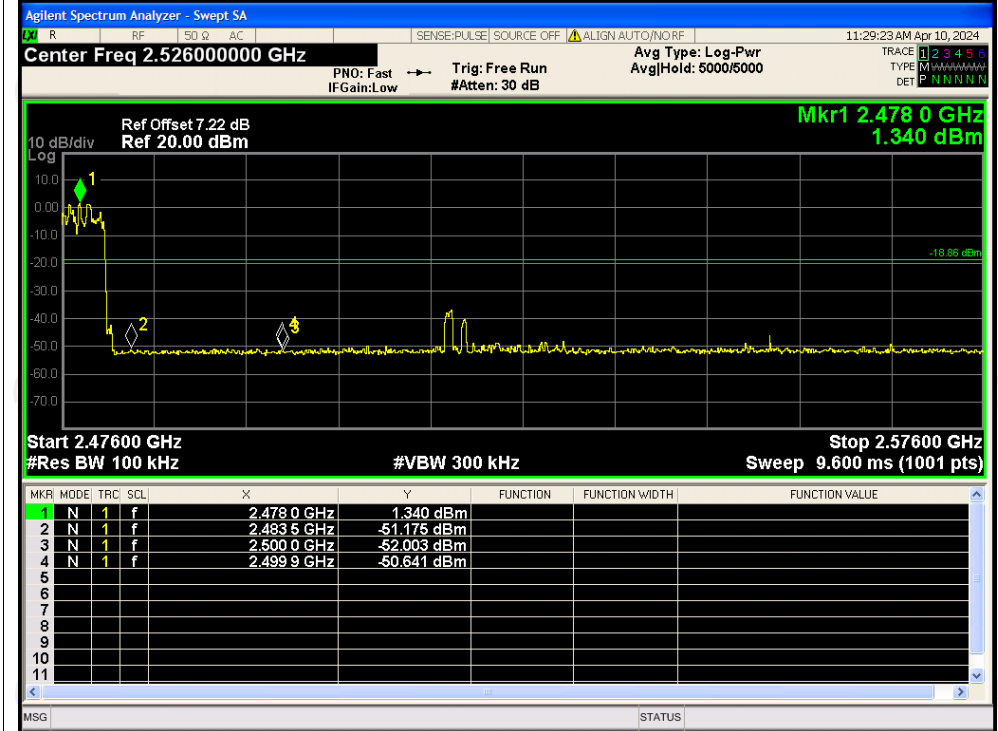 Agilent Spectrum Analyzer - Swept SA
LXI R RF 50 Ω AC SENSE:PULSE SOURCE OFF ALIGN AUTO/NO RF 11:29:23 AM Apr 10, 2024
Center Freq 2.526000000 GHz Avg Type: Log-Pwr TRACE 1 2 3 4 5 6
PNO: Fast Trig: Free Run Avg|Hold: 5000/5000 TYPE M
IFGain:Low #Atten: 30 dB DET P N N N N N
Mkr1 2.478 0 GHz
Ref Offset 7.22 dB
10 dB/div Ref 20.00 dBm 1.340 dBm
Log
10.0
1
0.00
-10.0
-18.86 dBm
-20.0
-30.0
-40.0
2
3
-50.0
-60.0
-70.0
Start 2.47600 GHz Stop 2.57600 GHz
#Res BW 100 kHz #VBW 300 kHz Sweep 9.600 ms (1001 pts)
MKR MODE TRC SCL X Y FUNCTION FUNCTION WIDTH FUNCTION VALUE
1 N 1 f 2.478 0 GHz 1.340 dBm
2 N 1 f 2.483 5 GHz -51.175 dBm
3 N 1 f 2.500 0 GHz -52.003 dBm
4 N 1 f 2.499 9 GHz -50.641 dBm
5
6
7
8
9
10
11
MSG STATUS